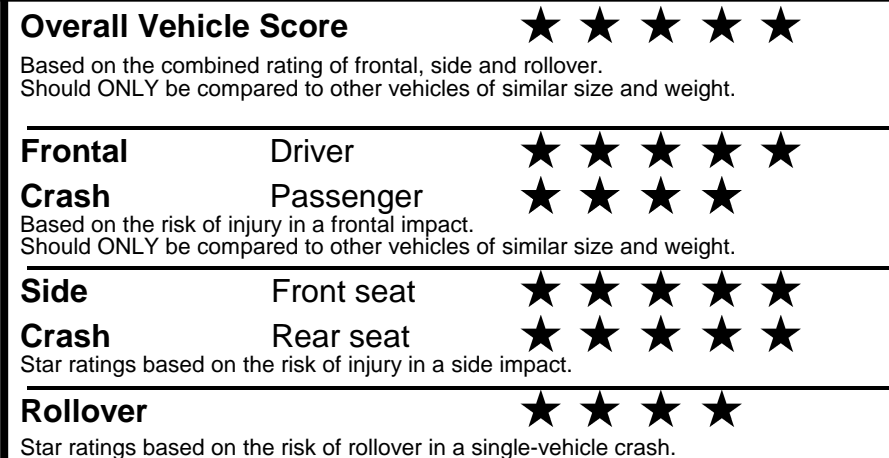 Overall Vehicle Score ★ ★ ★ ★ ★
Based on the combined rating of frontal, side and rollover.
Should ONLY be compared to other vehicles of similar size and weight.
Frontal Driver ★ ★ ★ ★ ★
Crash Passenger ★ ★ ★ ★
Based on the risk of injury in a frontal impact.
Should ONLY be compared to other vehicles of similar size and weight.
Side Front seat ★ ★ ★ ★ ★
Crash Rear seat ★ ★ ★ ★ ★
Star ratings based on the risk of injury in a side impact.
Rollover ★ ★ ★ ★
Star ratings based on the risk of rollover in a single-vehicle crash.